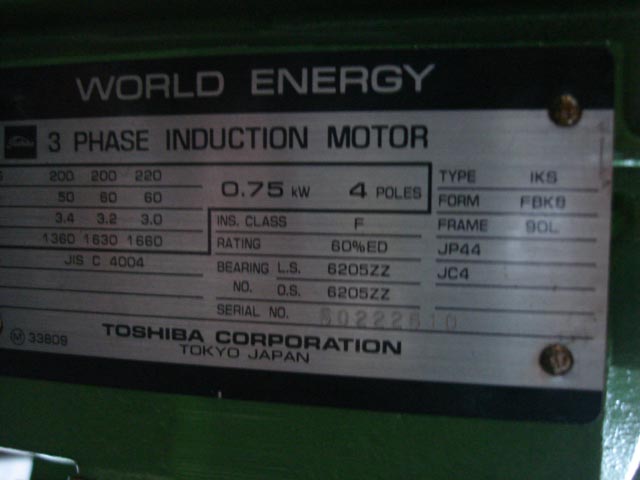 WORLD ENERGY
Toshiba 3 PHASE INDUCTION MOTOR
200 200 220
50 60 60
3.4 3.2 3.0
1360 1630 1660
JIS C 4004
0.75 kW 4 POLES
INS. CLASS F
RATING 60%ED
BEARING L.S. 6205ZZ
NO. O.S. 6205ZZ
SERIAL NO.
TYPE IKS
FORM FBK8
FRAME 90L
JP44
JC4
M 33809
TOSHIBA CORPORATION
TOKYO JAPAN